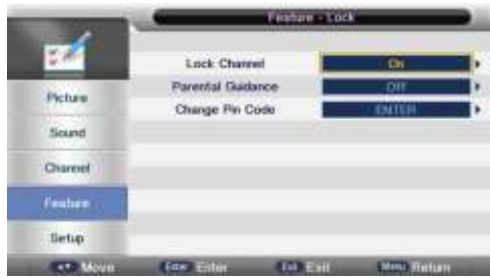 Feature - Lock
Lock Channel On
Parental Guidance Off
Change Pin Code ENTER
Picture
Sound
Channel
Feature
Setup
Move Enter Enter Exit Exit Menu Return